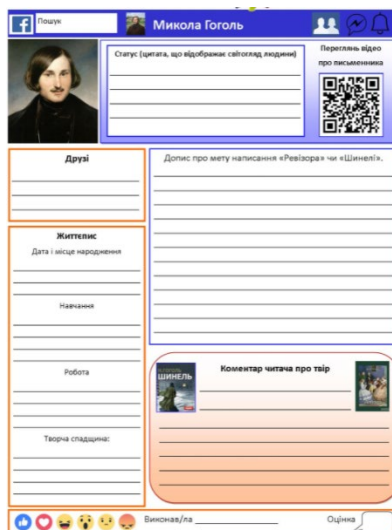 Пошук
Микола Гоголь
Статус (цитата, що відображає світогляд людини)
Переглянь відео
про письменника
Друзі
Допис про мету написання «Ревізора» чи «Шинелі».
Життєпис
Дата і місце народження
Навчання
Робота
Творча спадщина:
Коментар читача про твір
ШИНЕЛЬ
Виконав/ла
Оцінка